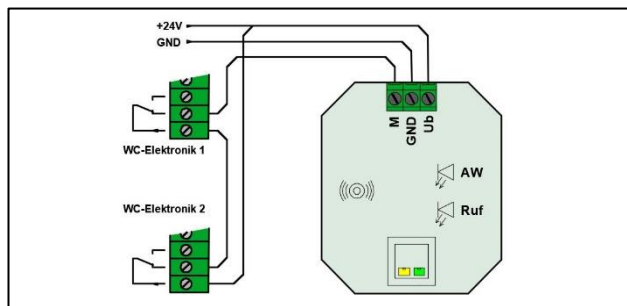 +24V
GND
WC-Elektronik 1
WC-Elektronik 2
M
GND
Ub
AW
Ruf